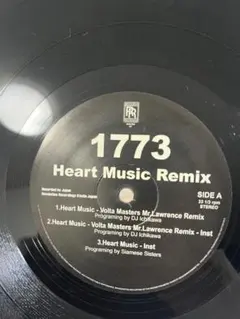 RR
1773
Heart Music Remix
SIDE A
33 1/3 rpm
STEREO
1.Heart Music - Volta Masters Mr.Lawrence Remix
Programing by DJ Ichikawa
2.Heart Music - Volta Masters Mr.Lawrence Remix - Inst
Programing by DJ Ichikawa
3.Heart Music - Inst
Programing by Siamese Sisters